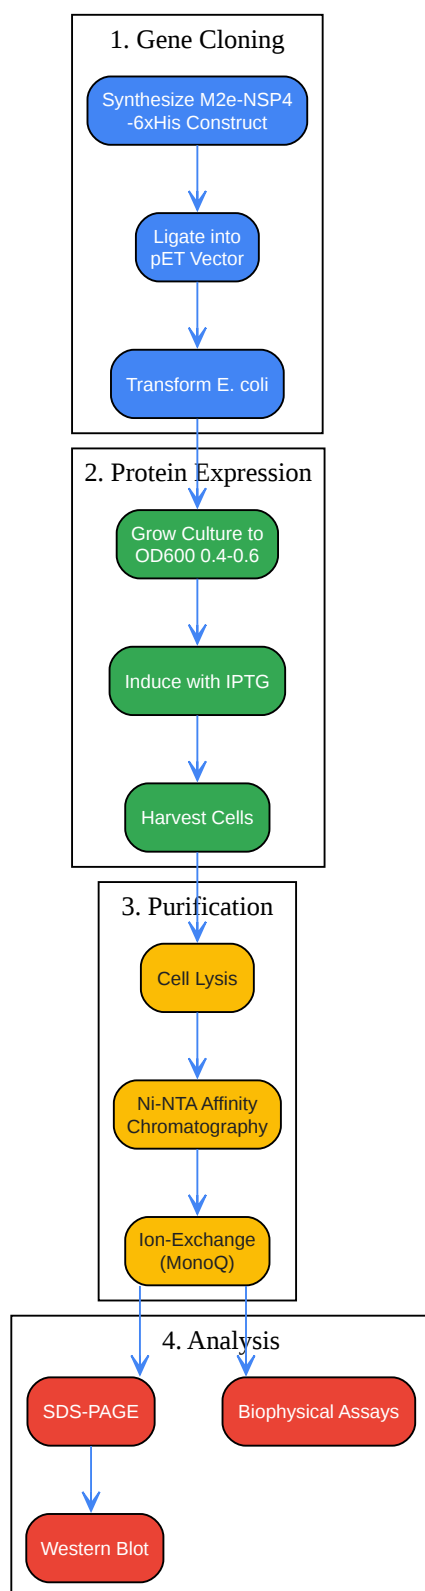 1. Gene Cloning
Synthesize M2e-NSP4
-6xHis Construct
Ligate into
pET Vector
Transform E. coli
2. Protein Expression
Grow Culture to
OD600 0.4-0.6
Induce with IPTG
Harvest Cells
3. Purification
Cell Lysis
Ni-NTA Affinity
Chromatography
Ion-Exchange
(MonoQ)
4. Analysis
SDS-PAGE
Biophysical Assays
Western Blot